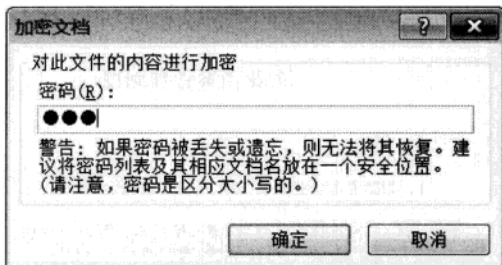 加密文档
对此文件的内容进行加密
密码(R):
●●●
警告：如果密码被丢失或遗忘，则无法将其恢复。建
议将密码列表及其相应文档名放在一个安全位置。
(请注意，密码是区分大小写的。)
确定 取消